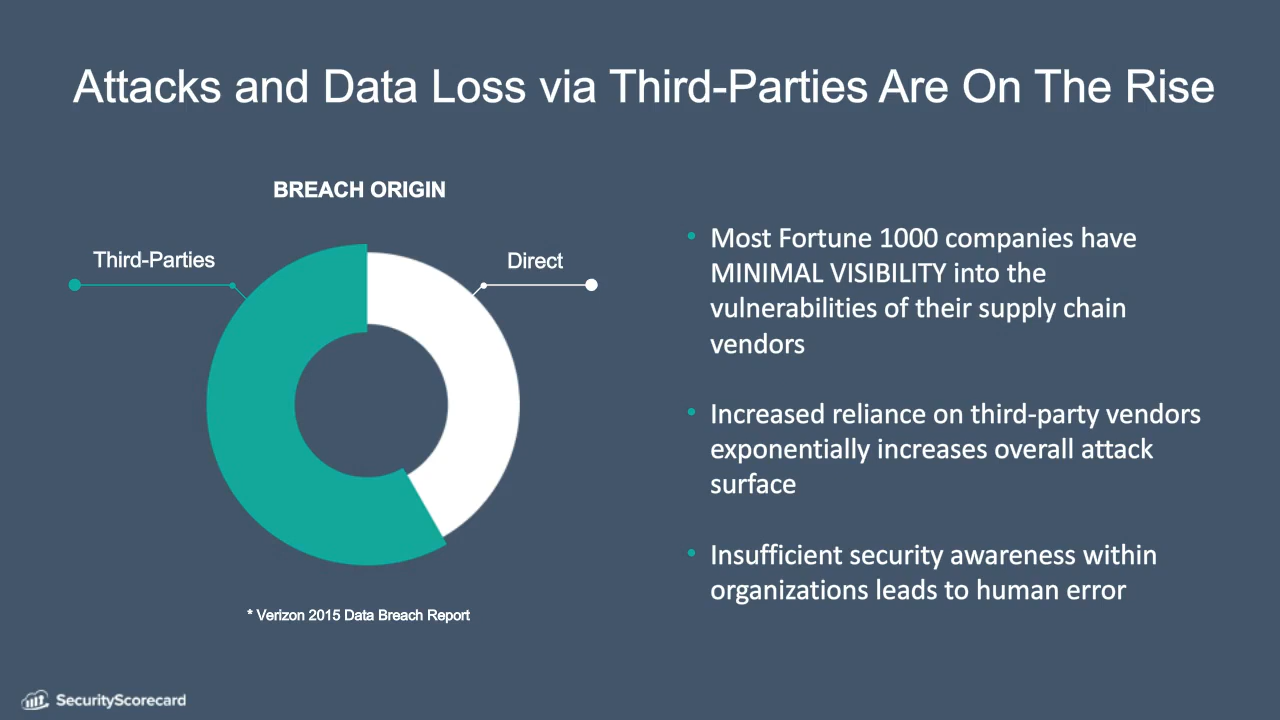 Attacks and Data Loss via Third-Parties Are On The Rise
BREACH ORIGIN
Third-Parties
Direct
* Verizon 2015 Data Breach Report
• Most Fortune 1000 companies have
MINIMAL VISIBILITY into the
vulnerabilities of their supply chain
vendors
• Increased reliance on third-party vendors
exponentially increases overall attack
surface
• Insufficient security awareness within
organizations leads to human error
SecurityScorecard